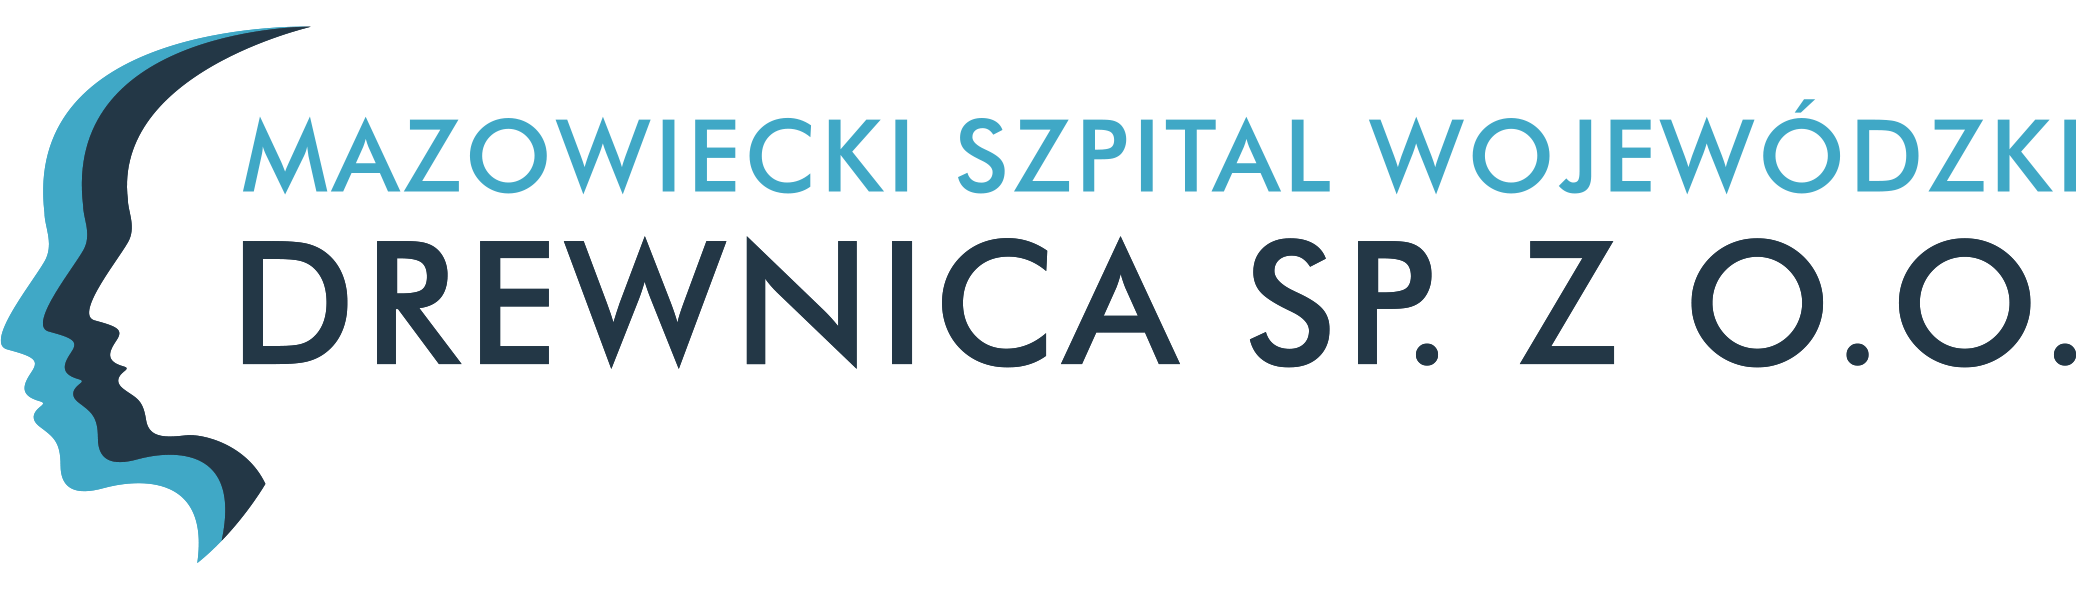 MAZOWIECKI SZPITAL WOJEWÓDZKI
DREWNICA SP. Z O.O.